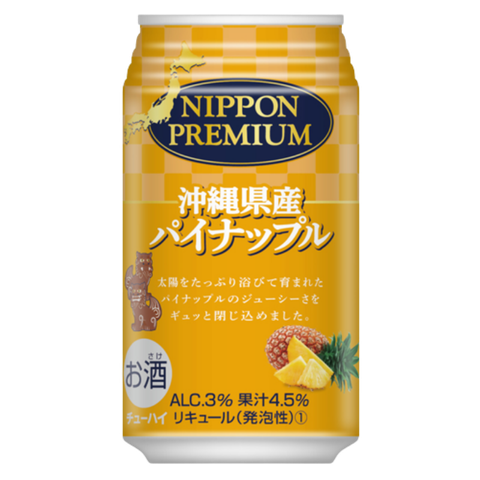 NIPPON
PREMIUM
沖縄県産
パイナップル
太陽をたっぷり浴びて育まれた
パイナップルのジューシーさを
ギュッと閉じ込めました。
さけ
お酒
チューハイ
ALC.3% 果汁4.5%
リキュール(発泡性)①